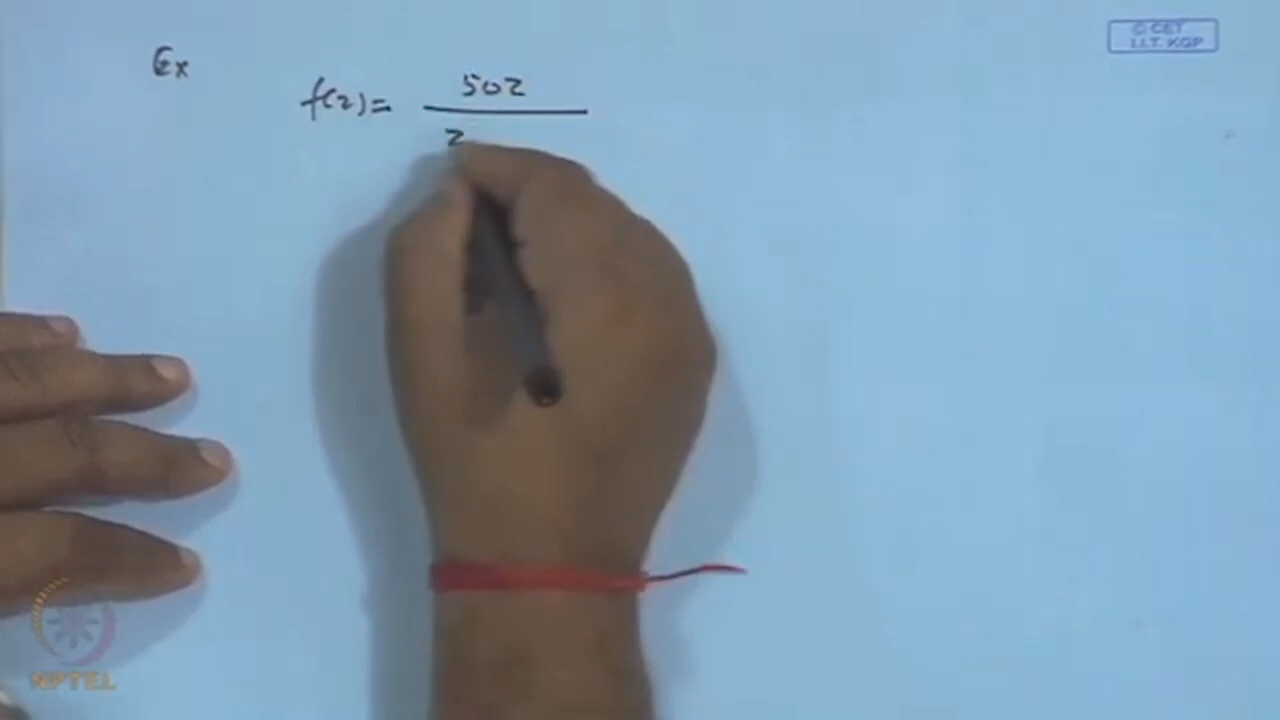 © CET
I.I.T. KGP
Ex
f(z) = 50z
z
NPTEL